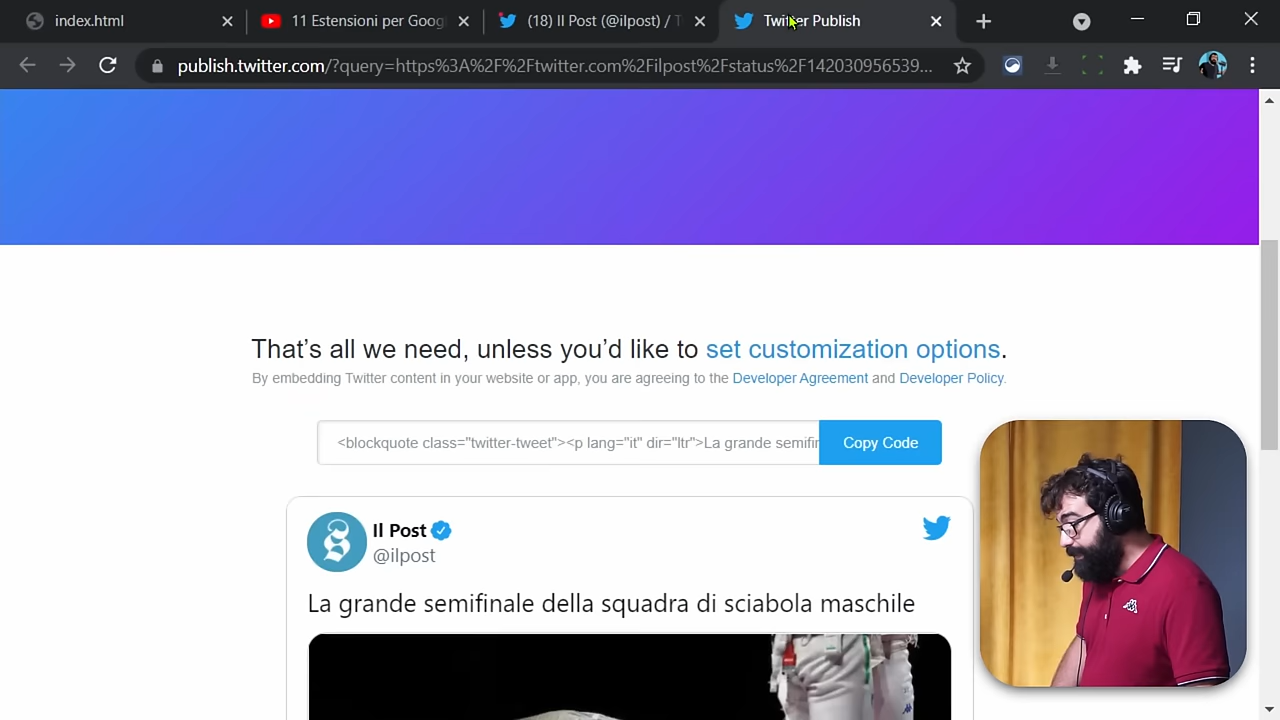 index.html
11 Estensioni per Goog
(18) Il Post (@ilpost) / T
Twitter Publish
publish.twitter.com/?query=https%3A%2F%2Ftwitter.com%2Filpost%2Fstatus%2F142030956539...
That's all we need, unless you'd like to set customization options.
By embedding Twitter content in your website or app, you are agreeing to the Developer Agreement and Developer Policy.
<blockquote class="twitter-tweet"><p lang="it" dir="ltr">La grande semifin
Copy Code
Il Post
@ilpost
La grande semifinale della squadra di sciabola maschile